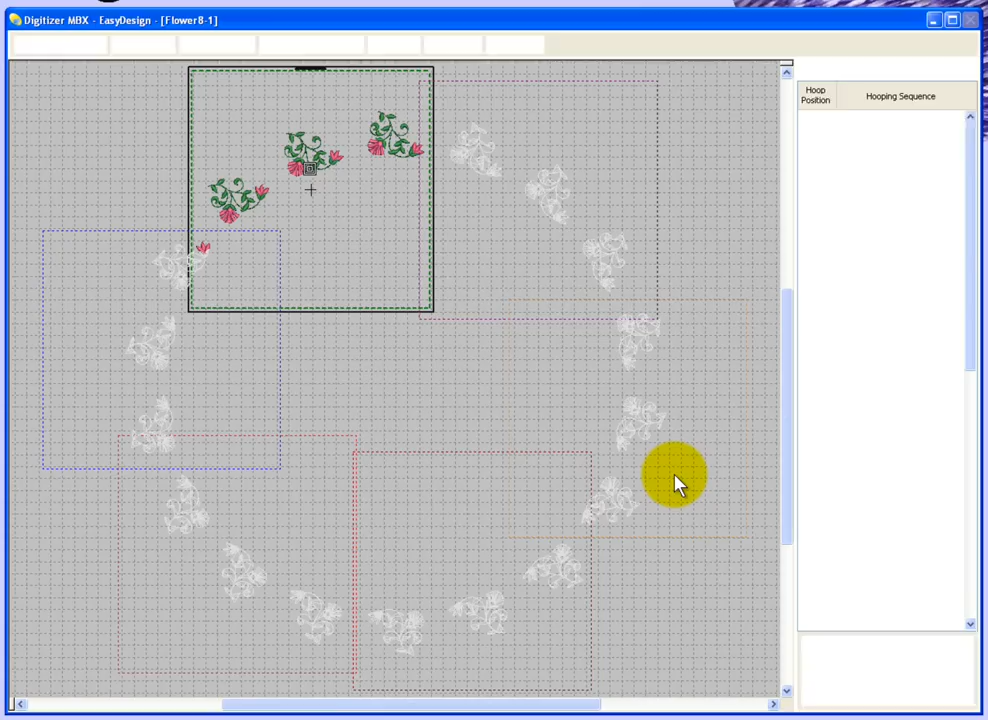 Digitizer MBX - EasyDesign - [Flower8-1]
Hoop
Position
Hooping Sequence